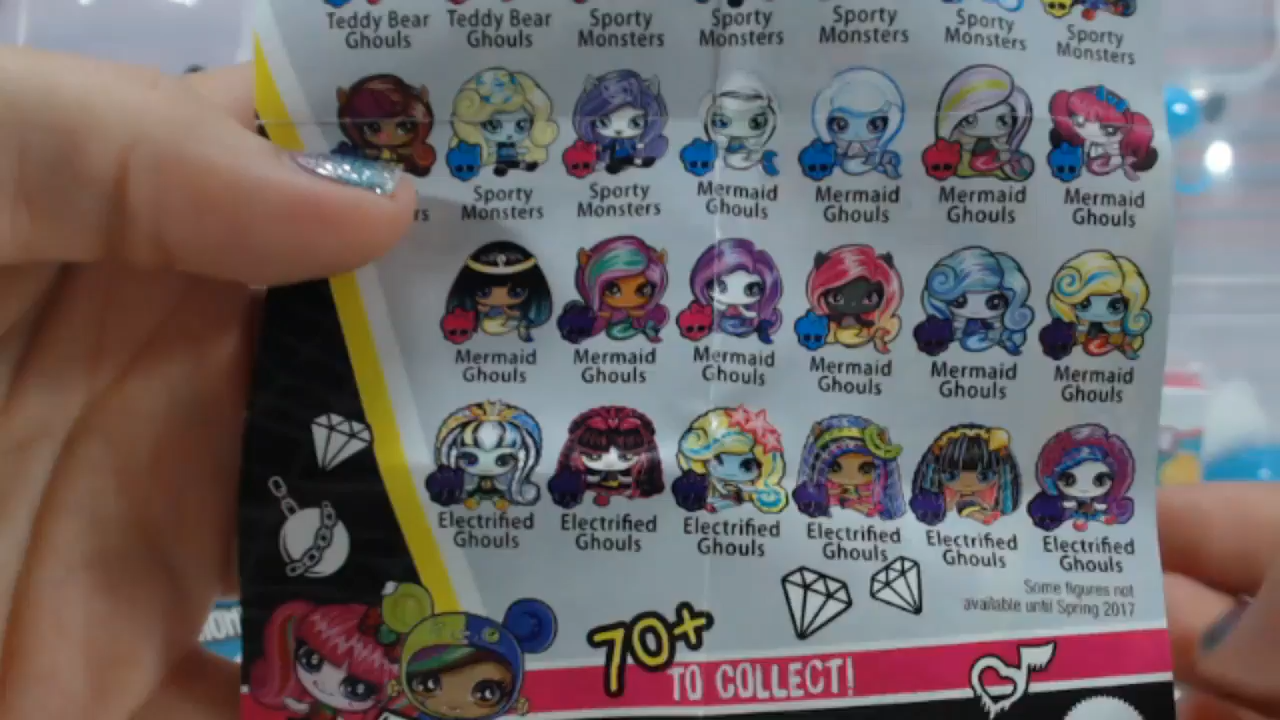 Teddy Bear Ghouls
Teddy Bear Ghouls
Sporty Monsters
Sporty Monsters
Sporty Monsters
Sporty Monsters
Sporty Monsters
rs
Sporty Monsters
Sporty Monsters
Mermaid Ghouls
Mermaid Ghouls
Mermaid Ghouls
Mermaid Ghouls
Mermaid Ghouls
Mermaid Ghouls
Mermaid Ghouls
Mermaid Ghouls
Mermaid Ghouls
Mermaid Ghouls
Electrified Ghouls
Electrified Ghouls
Electrified Ghouls
Electrified Ghouls
Electrified Ghouls
Electrified Ghouls
Some figures not
available until Spring 2017
70+
TO COLLECT!